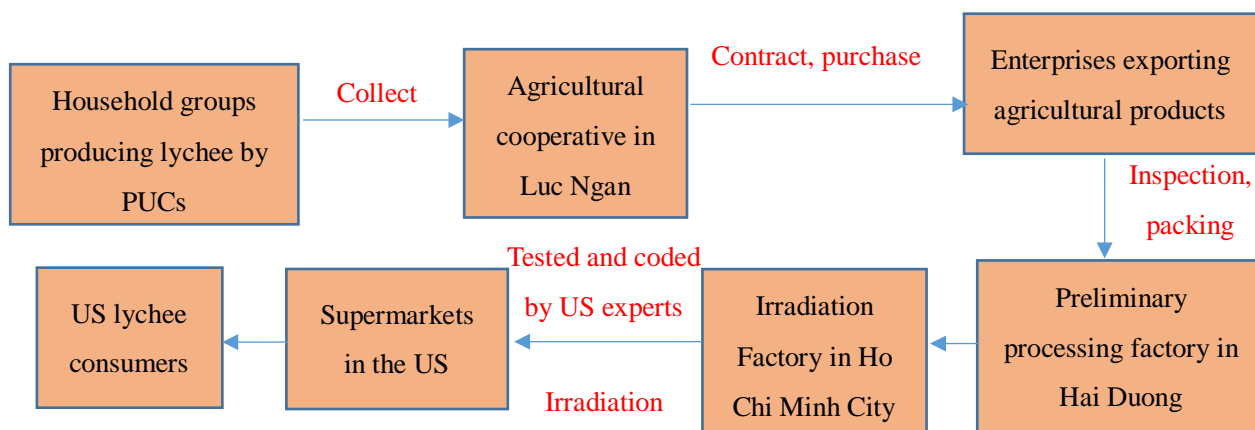 Household groups
producing lychee by
PUCs
Collect
Agricultural
cooperative in
Luc Ngan
Contract, purchase
Enterprises exporting
agricultural products
Inspection,
packing
Preliminary
processing factory in
Hai Duong
Irradiation
Factory in Ho
Chi Minh City
Tested and coded
by US experts
Irradiation
Supermarkets
in the US
US lychee
consumers